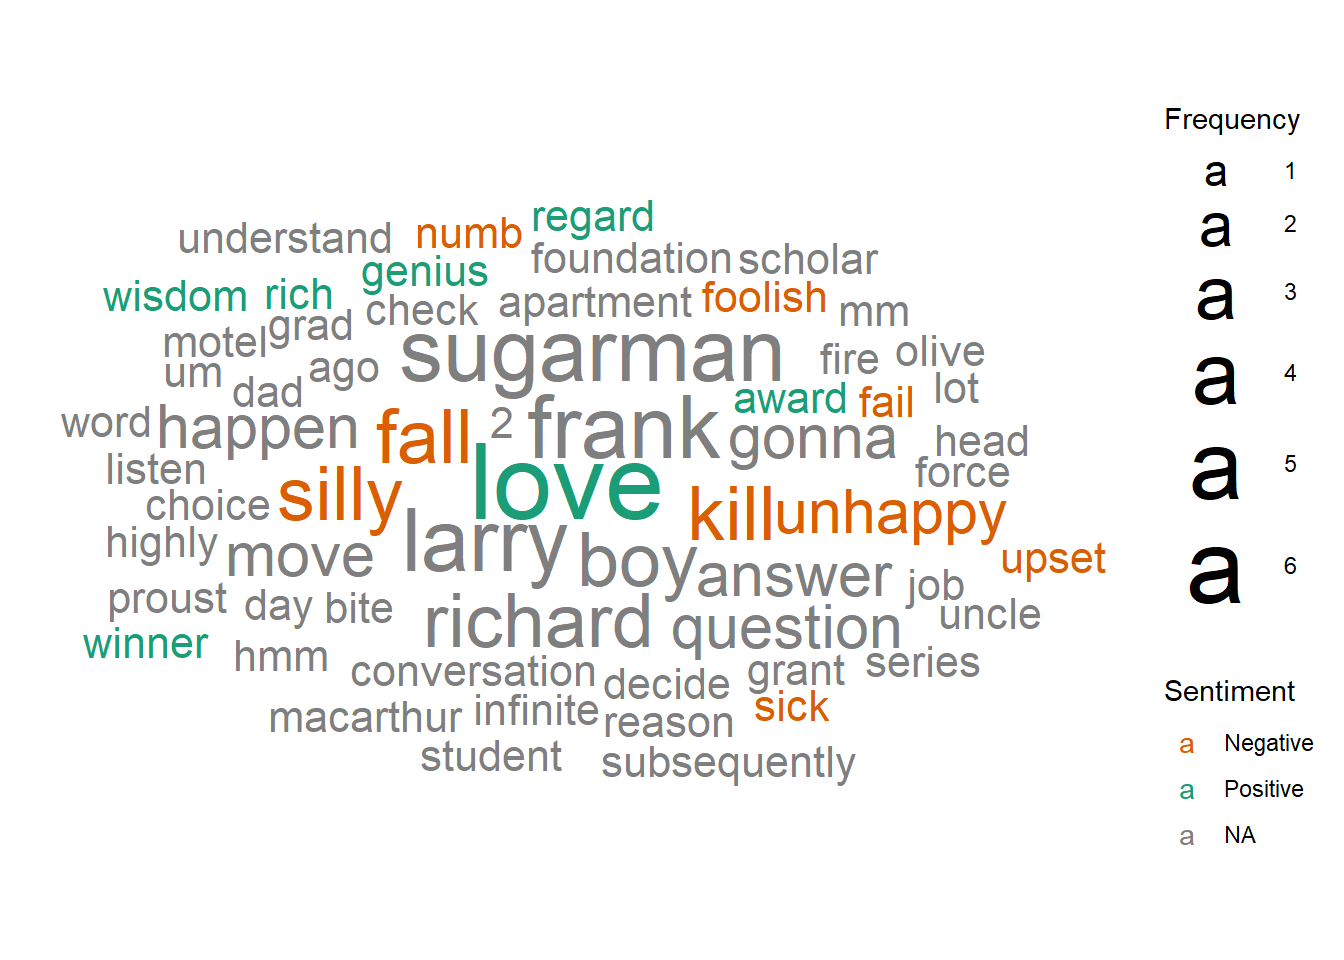 regard
understand numb
foundation scholar
genius
wisdom rich check apartment foolish mm
motel grad
sugarman fire olive
um dad ago
award fail lot
word happen fall 2 frank gonna head
listen love force
choice silly kill unhappy
highly move larry boy answer job upset
proust day bite richard question uncle
winner hmm conversation decide grant series
macarthur infinite reason sick
student subsequently
Frequency
a 1
a 2
a 3
a 4
a 5
a 6
Sentiment
a Negative
a Positive
a NA